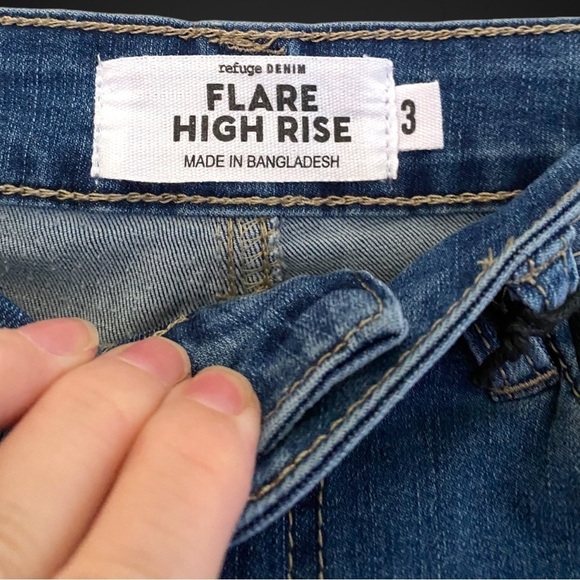 refuge DENIM
FLARE
HIGH RISE
MADE IN BANGLADESH
3